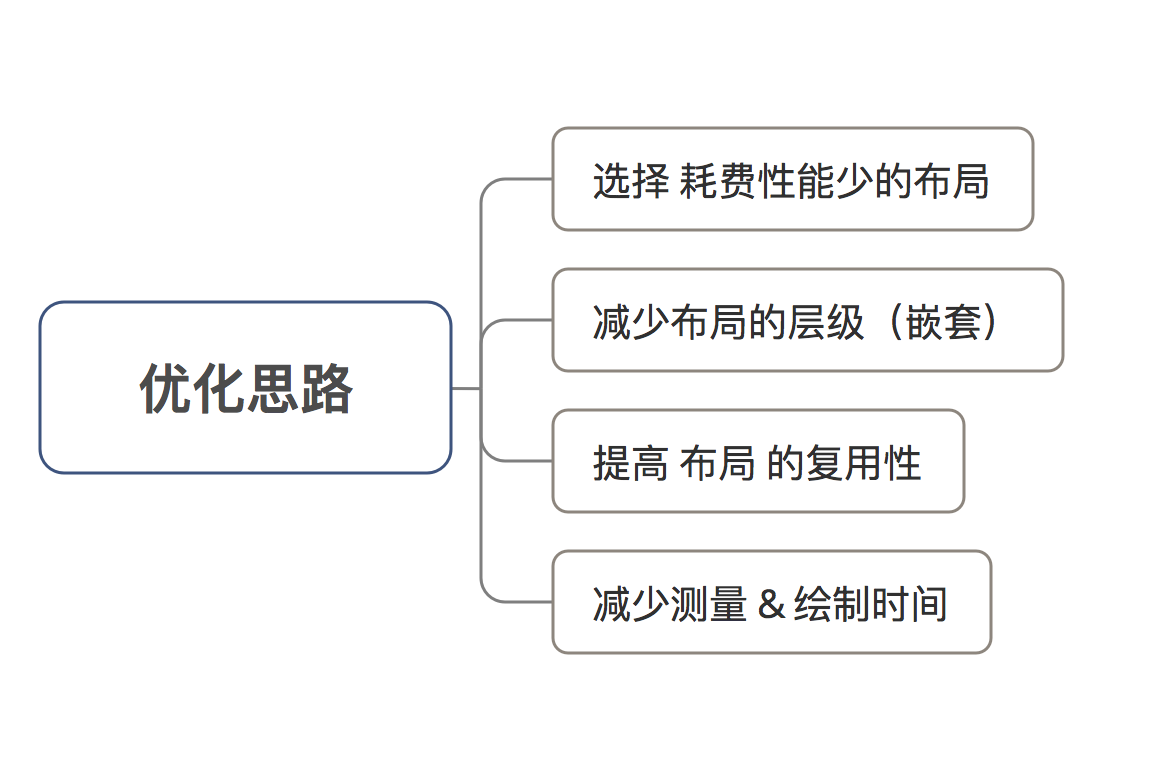 优化思路
选择 耗费性能少的布局
减少布局的层级（嵌套）
提高 布局 的复用性
减少测量 & 绘制时间